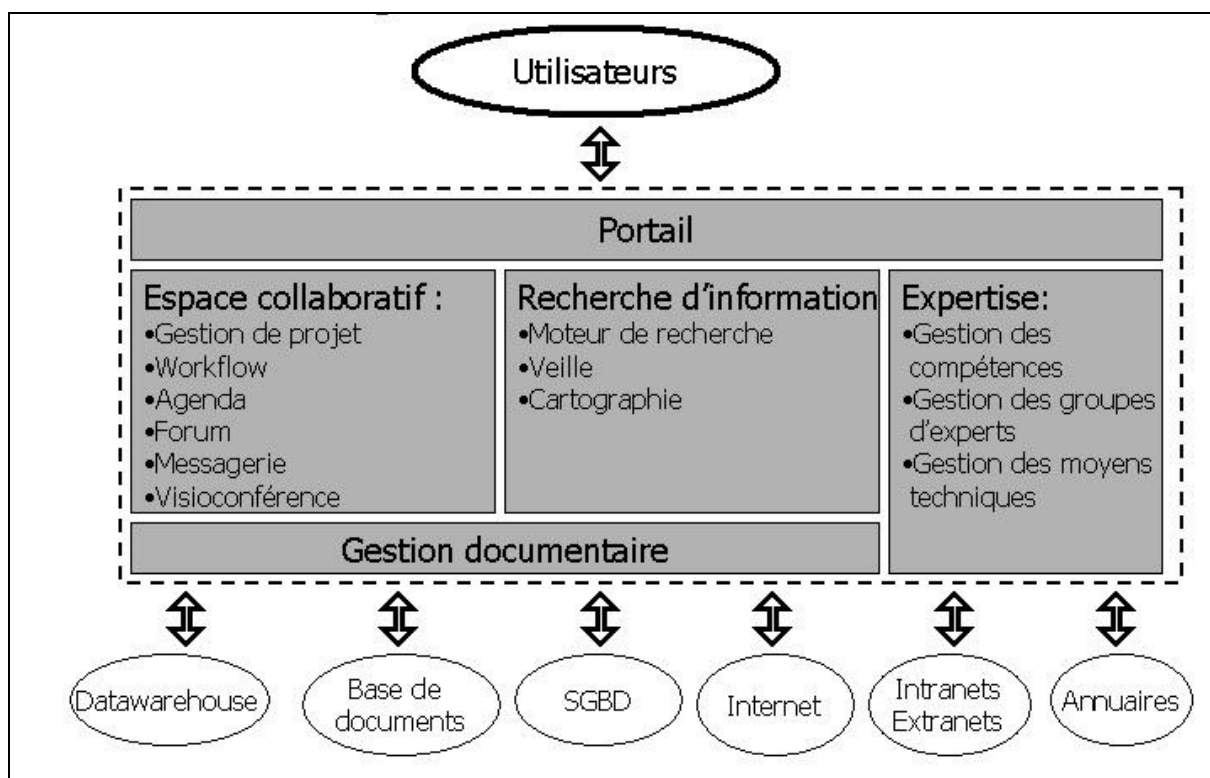 Utilisateurs
Portail
Espace collaboratif :
•Gestion de projet
•Workflow
•Agenda
•Forum
•Messagerie
•Visioconférence
Recherche d'information
•Moteur de recherche
•Veille
•Cartographie
Expertise:
•Gestion des
compétences
•Gestion des groupes
d'experts
•Gestion des moyens
techniques
Gestion documentaire
Datawarehouse
Base de
documents
SGBD
Internet
Intranets
Extranets
Annuaires